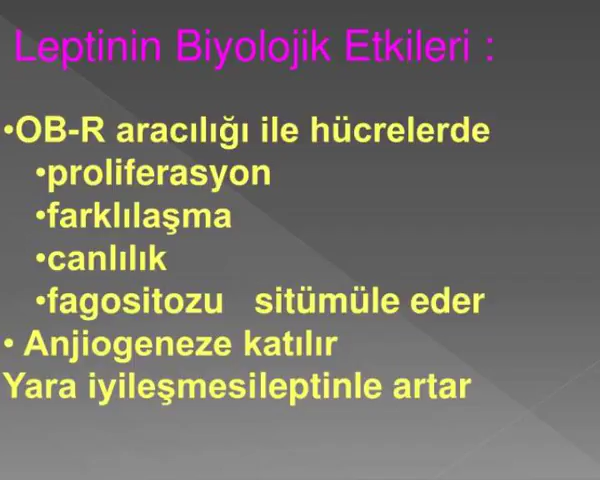 Leptinin Biyolojik Etkileri :
•OB-R aracılığı ile hücrelerde
•proliferasyon
•farklılaşma
•canlılık
•fagositozu sitümüle eder
• Anjiogeneze katılır
Yara iyileşmesileptinle artar